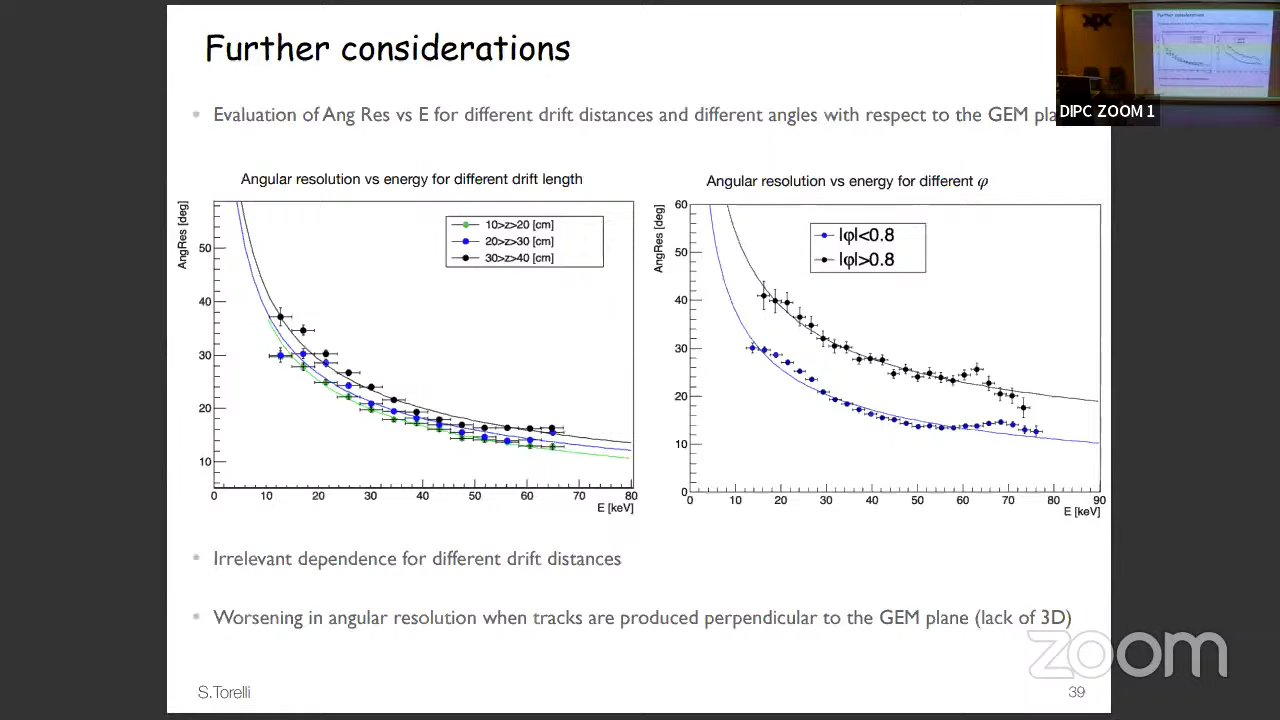 Further considerations
DIPC ZOOM 1
Evaluation of Ang Res vs E for different drift distances and different angles with respect to the GEM
Angular resolution vs energy for different drift length
AngRes [deg]
10>z>20 [cm]
20>z>30 [cm]
30>z>40 [cm]
50
40
30
20
10
0 10 20 30 40 50 60 70 80
E [keV]
Angular resolution vs energy for different φ
AngRes [deg]
|φ|<0.8
|φ|>0.8
60
50
40
30
20
10
0
0 10 20 30 40 50 60 70 80 90
E [keV]
Irrelevant dependence for different drift distances
Worsening in angular resolution when tracks are produced perpendicular to the GEM plane (lack of 3D)
zoom
S.Torelli
39